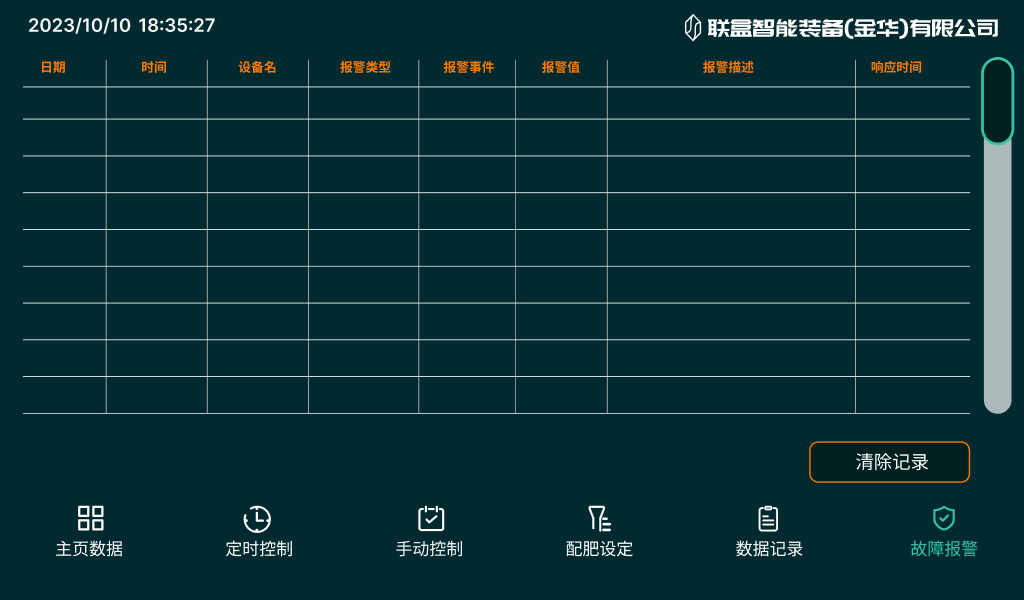 2023/10/10 18:35:27
联盒智能装备(金华)有限公司
日期 时间 设备名 报警类型 报警事件 报警值 报警描述 响应时间
清除记录
主页数据 定时控制 手动控制 配肥设定 数据记录 故障报警